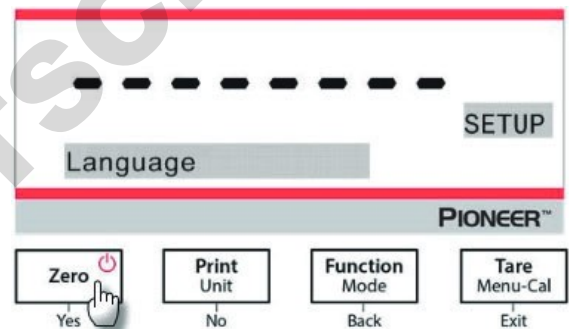 SETUP
Language
PIONEER™
Zero Print Function Tare
Unit Mode Menu-Cal
Yes No Back Exit